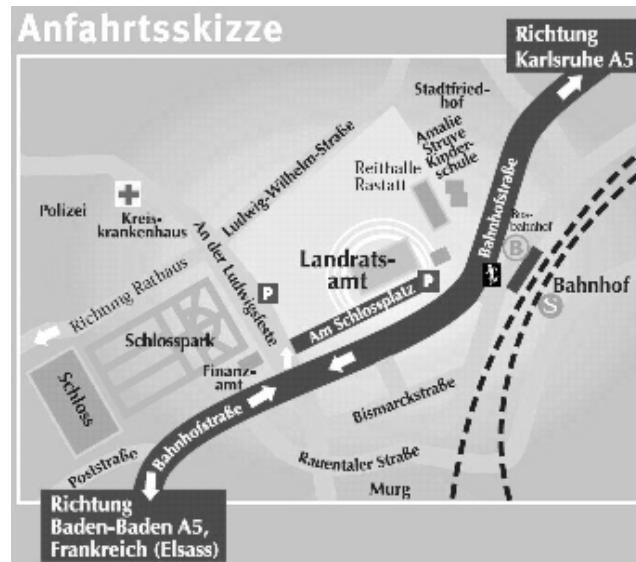 Anfahrtsskizze
Richtung
Karlsruhe A5
Stadtfried-
hof
Amalie
Struve
Kinder-
schule
Reithalle
Rastatt
Ludwig-Wilhelm-Straße
Polizei
Kreis-
krankenhaus
An der Ludwigsfeste
Bahnhofstraße
Bus-
bahnhof
B
Bahnhof
S
Landrats-
amt
P
P
Am Schlossplatz
Richtung Rathaus
Schlosspark
Finanz-
amt
Schloss
Bahnhofstraße
Bismarckstraße
Poststraße
Rauentaler Straße
Murg
Richtung
Baden-Baden A5,
Frankreich (Elsass)